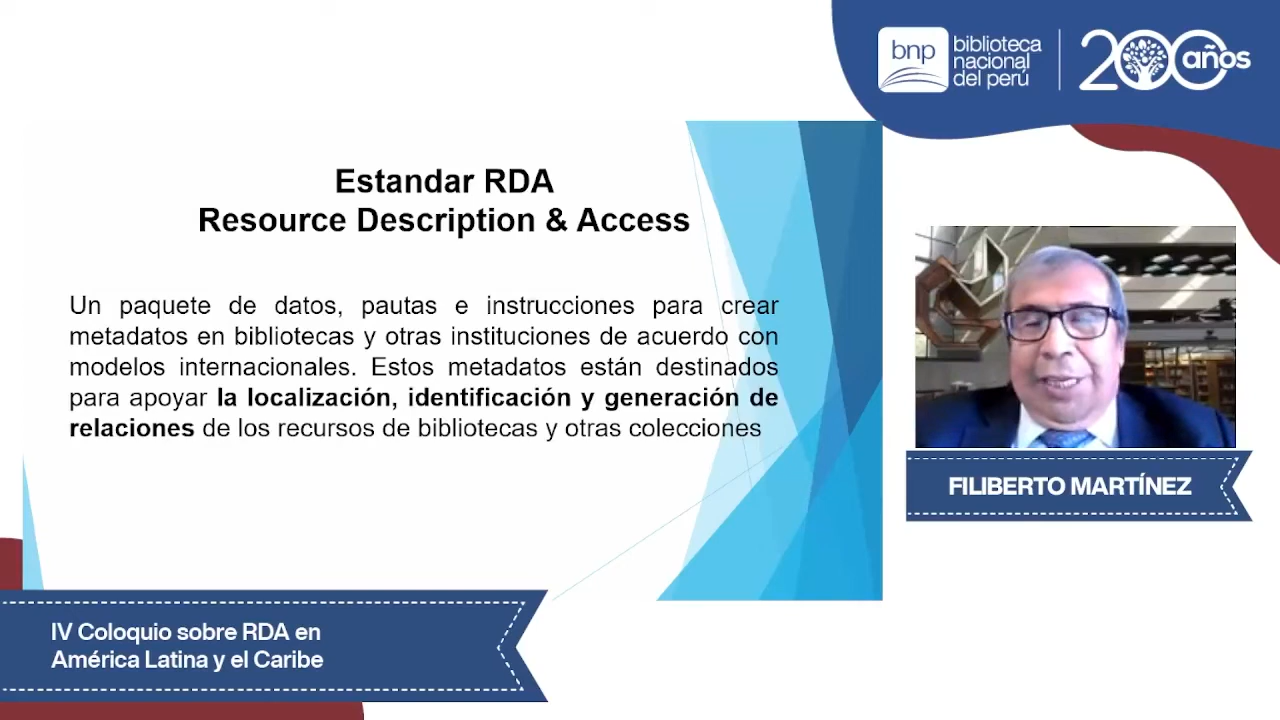 bnp
biblioteca
nacional
del perú
200 años
Estandar RDA
Resource Description & Access
Un paquete de datos, pautas e instrucciones para crear
metadatos en bibliotecas y otras instituciones de acuerdo con
modelos internacionales. Estos metadatos están destinados
para apoyar la localización, identificación y generación de
relaciones de los recursos de bibliotecas y otras colecciones
FILIBERTO MARTÍNEZ
IV Coloquio sobre RDA en
América Latina y el Caribe